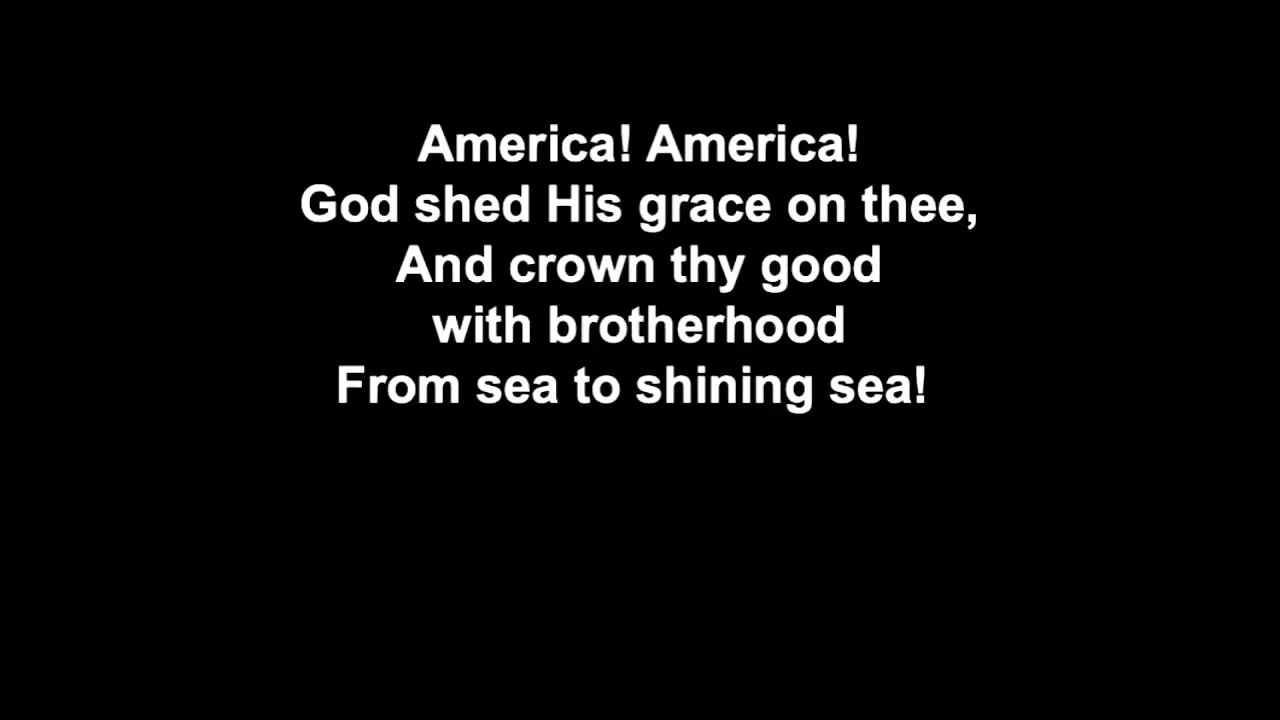 America! America!
God shed His grace on thee,
And crown thy good
with brotherhood
From sea to shining sea!